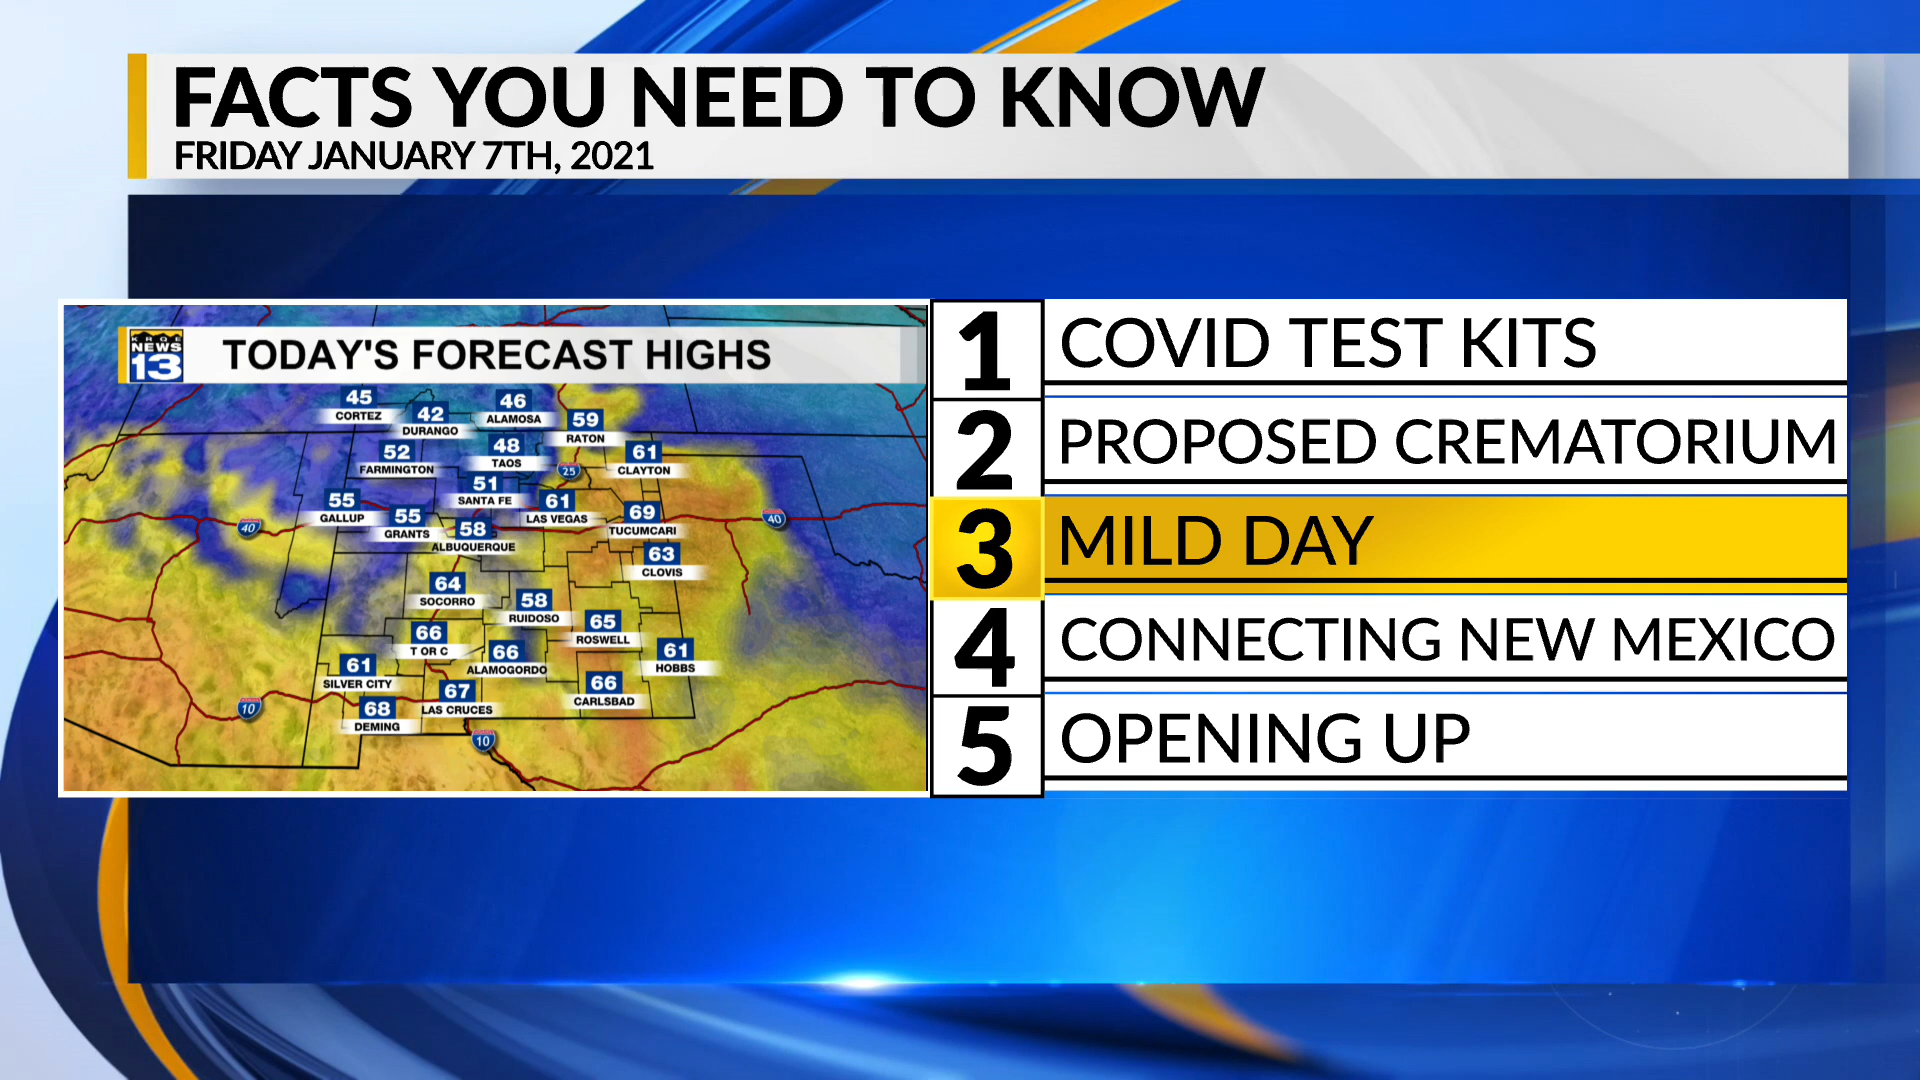 FACTS YOU NEED TO KNOW
FRIDAY JANUARY 7TH, 2021
KRQE
NEWS
13
TODAY'S FORECAST HIGHS
45
CORTEZ
42
DURANGO
46
ALAMOSA
59
RATON
52
FARMINGTON
48
TAOS
25
61
CLAYTON
51
SANTA FE
55
GALLUP
55
GRANTS
61
LAS VEGAS
69
TUCUMCARI
40
40
58
ALBUQUERQUE
63
CLOVIS
64
SOCORRO
58
RUIDOSO
65
ROSWELL
66
T OR C
66
ALAMOGORDO
61
HOBBS
61
SILVER CITY
67
LAS CRUCES
66
CARLSBAD
10
68
DEMING
10
1 COVID TEST KITS
2 PROPOSED CREMATORIUM
3 MILD DAY
4 CONNECTING NEW MEXICO
5 OPENING UP